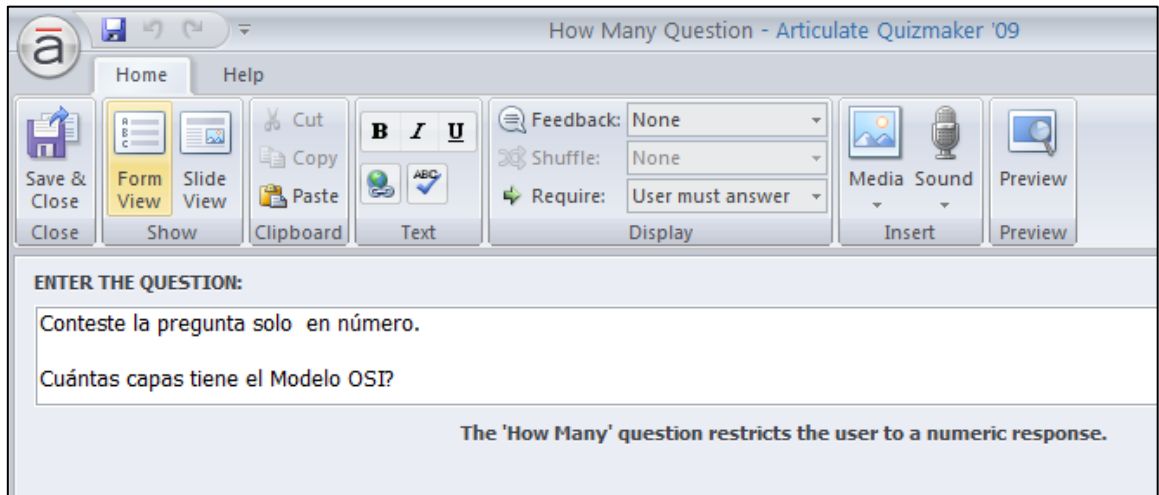 ā
How Many Question - Articulate Quizmaker '09
Home Help
Save & Close
Form View
Slide View
Cut
Copy
Paste
B I U
ABC
Feedback: None
Shuffle: None
Require: User must answer
Media
Sound
Preview
Close Show Clipboard Text Display Insert Preview
ENTER THE QUESTION:
Conteste la pregunta solo  en número.
Cuántas capas tiene el Modelo OSI?
The 'How Many' question restricts the user to a numeric response.